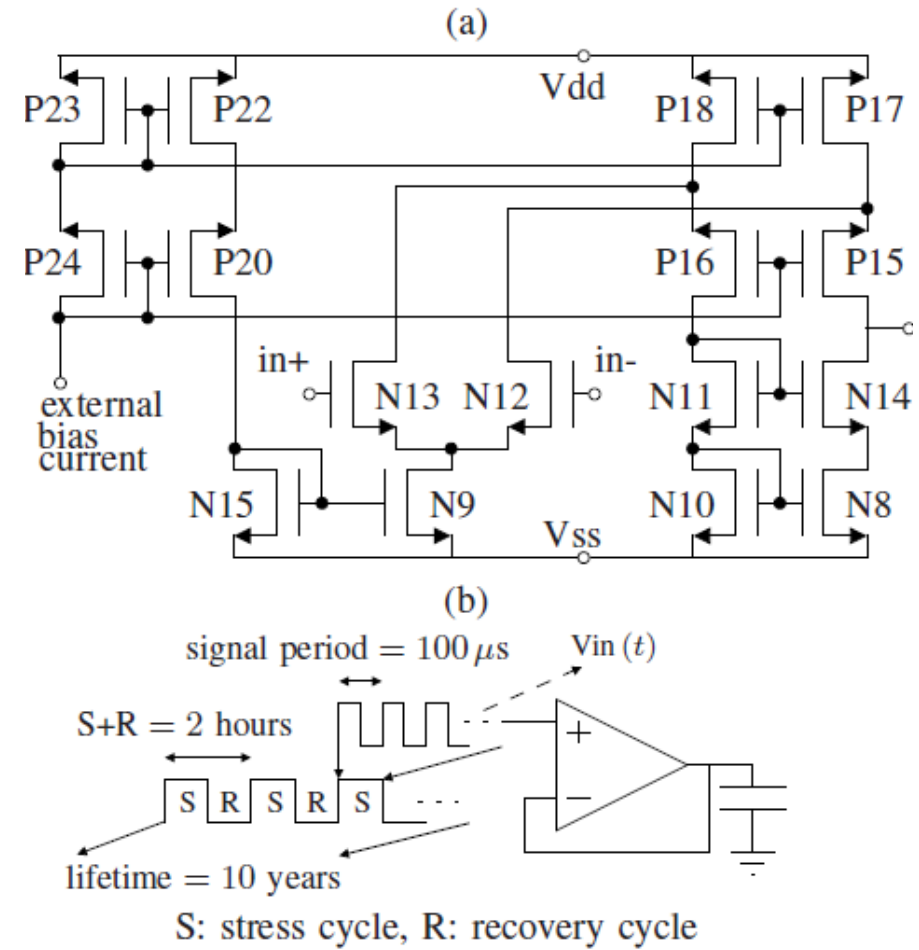 (a)
Vdd
P23 P22 P18 P17
P24 P20 P16 P15
in+ in-
N13 N12 N11 N14
external
bias
current
N15 N9 N10 N8
Vss
(b)
signal period = 100 μs Vin (t)
S+R = 2 hours
+
S R S R S
−
lifetime = 10 years
S: stress cycle, R: recovery cycle